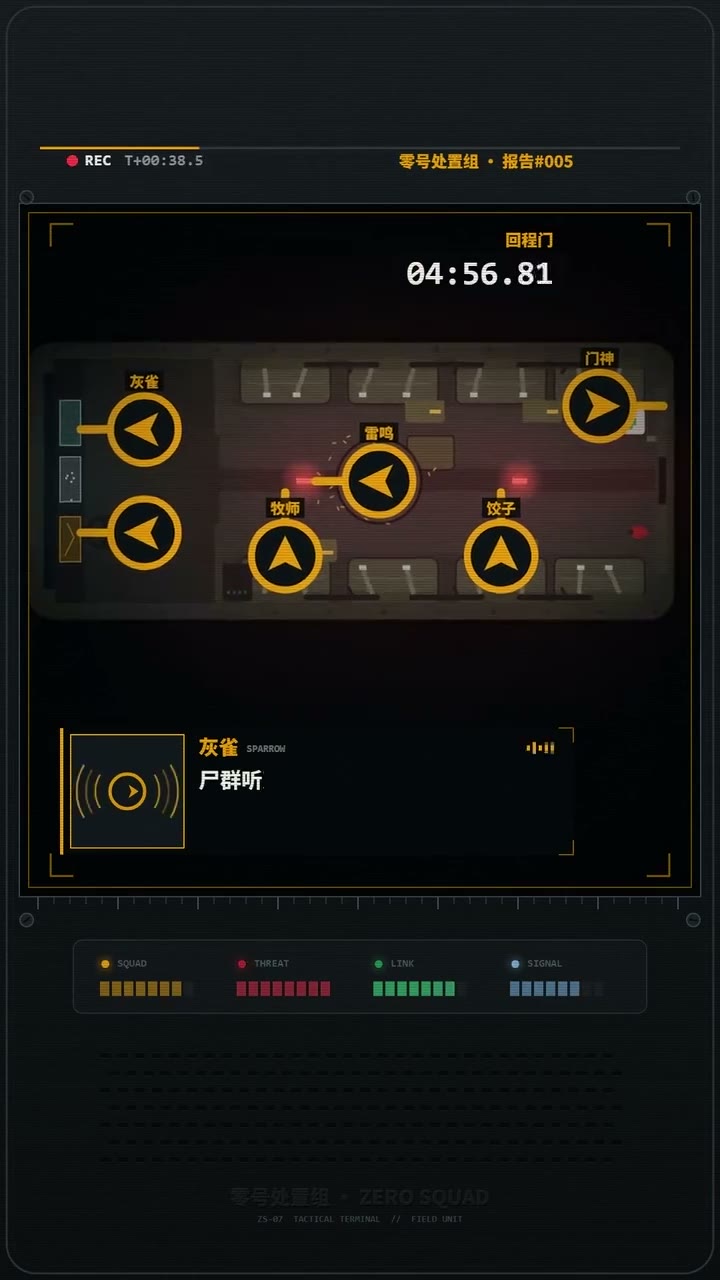 REC T+00:38.5
零号处置组 • 报告#005
回程门
04:56.81
门神
灰雀
雷鸣
牧师
饺子
灰雀 SPARROW
尸群听
SQUAD
THREAT
LINK
SIGNAL
零号处置组 • ZERO SQUAD
ZS-07 TACTICAL TERMINAL // FIELD UNIT